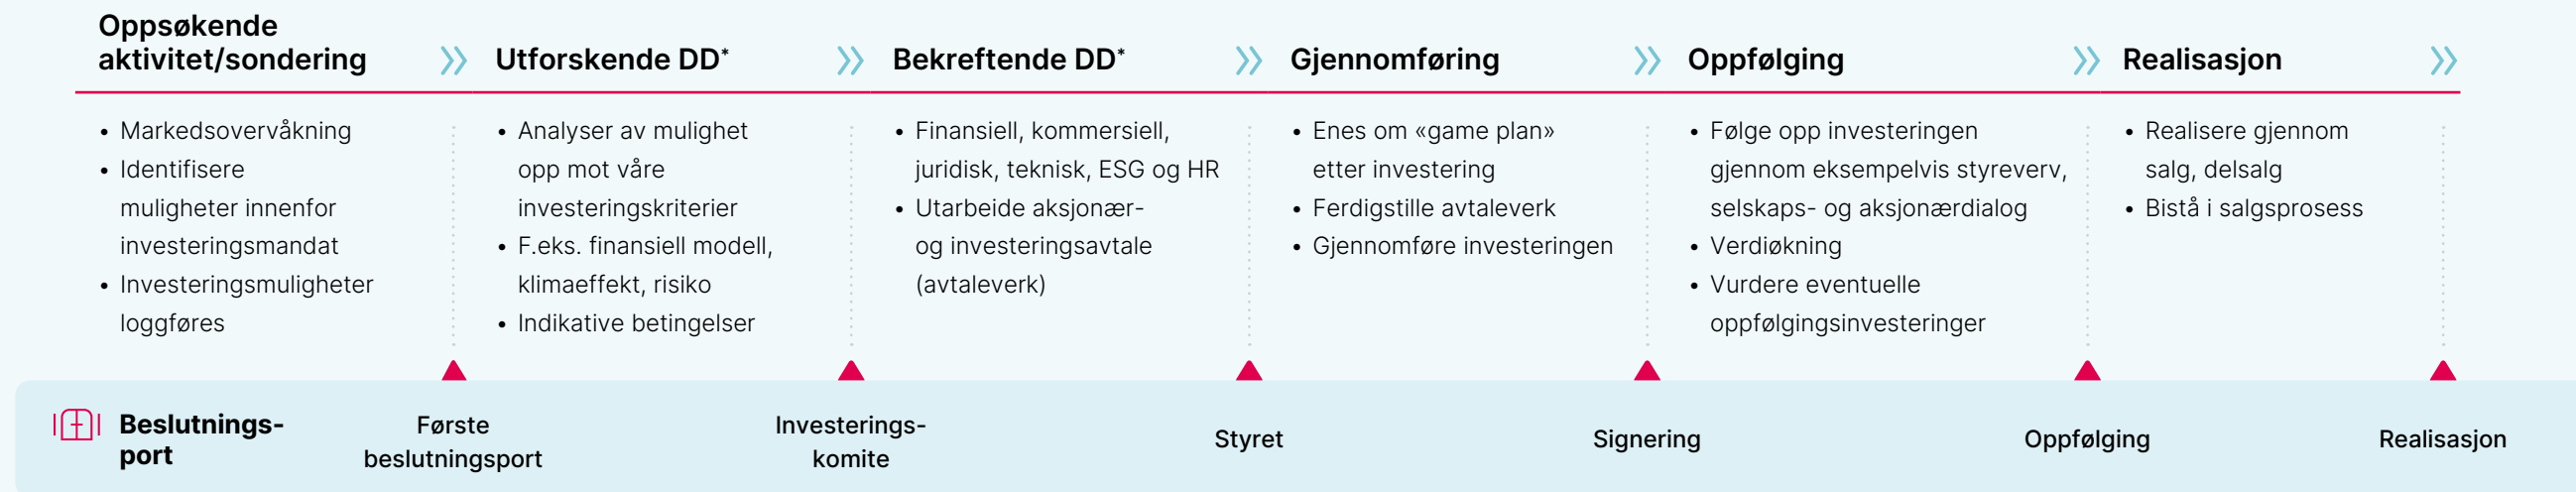 Oppsøkende
aktivitet/sondering
Utforskende DD*
Bekreftende DD*
Gjennomføring
Oppfølging
Realisasjon
• Markedsovervåkning
• Identifisere
muligheter innenfor
investeringsmandat
• Investeringsmuligheter
loggføres
• Analyser av mulighet
opp mot våre
investeringskriterier
• F.eks. finansiell modell,
klimaeffekt, risiko
• Indikative betingelser
• Finansiell, kommersiell,
juridisk, teknisk, ESG og HR
• Utarbeide aksjonær-
og investeringsavtale
(avtaleverk)
• Enes om «game plan»
etter investering
• Ferdigstille avtaleverk
• Gjennomføre investeringen
• Følge opp investeringen
gjennom eksempelvis styreverv,
selskaps- og aksjonærdialog
• Verdiøkning
• Vurdere eventuelle
oppfølgingsinvesteringer
• Realisere gjennom
salg, delsalg
• Bistå i salgsprosess
Beslutnings-
port
Første
beslutningsport
Investerings-
komite
Styret
Signering
Oppfølging
Realisasjon